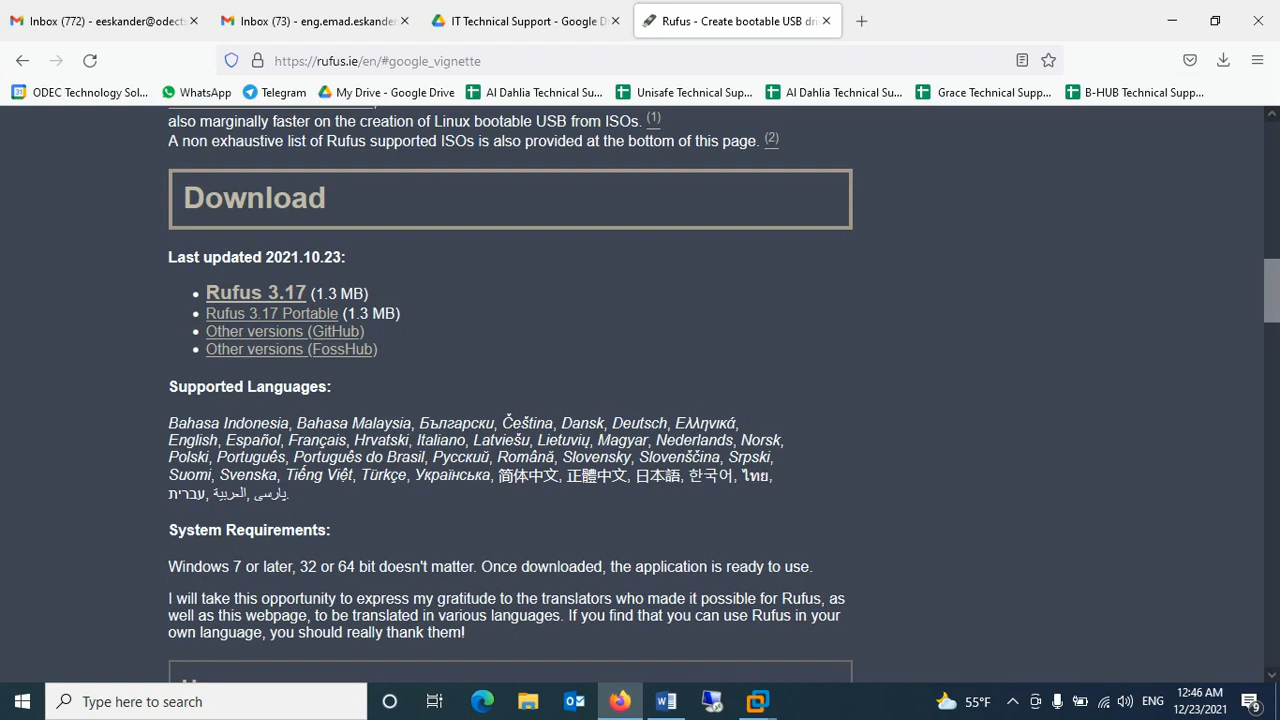 Inbox (772) - eeskander@odects
Inbox (73) - eng.emad.eskander
IT Technical Support - Google D
Rufus - Create bootable USB dri
https://rufus.ie/en/#google_vignette
ODEC Technology Sol...
WhatsApp
Telegram
My Drive - Google Drive
Al Dahlia Technical Su...
Unisafe Technical Sup...
Al Dahlia Technical Su...
Grace Technical Supp...
B-HUB Technical Supp...
also marginally faster on the creation of Linux bootable USB from ISOs. (1)
A non exhaustive list of Rufus supported ISOs is also provided at the bottom of this page. (2)
Download
Last updated 2021.10.23:
Rufus 3.17 (1.3 MB)
Rufus 3.17 Portable (1.3 MB)
Other versions (GitHub)
Other versions (FossHub)
Supported Languages:
Bahasa Indonesia, Bahasa Malaysia, Български, Čeština, Dansk, Deutsch, Ελληνικά,
English, Español, Français, Hrvatski, Italiano, Latviešu, Lietuvių, Magyar, Nederlands, Norsk,
Polski, Português, Português do Brasil, Русский, Română, Slovensky, Slovenščina, Srpski,
Suomi, Svenska, Tiếng Việt, Türkçe, Українська, 简体中文, 正體中文, 日本語, 한국어, ไทย,
עברית, العربية, پارسی.
System Requirements:
Windows 7 or later, 32 or 64 bit doesn't matter. Once downloaded, the application is ready to use.
I will take this opportunity to express my gratitude to the translators who made it possible for Rufus, as
well as this webpage, to be translated in various languages. If you find that you can use Rufus in your
own language, you should really thank them!
Type here to search
55°F
ENG
12:46 AM
12/23/2021
9